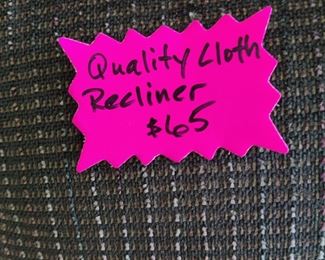 Quality Cloth
Recliner
$65